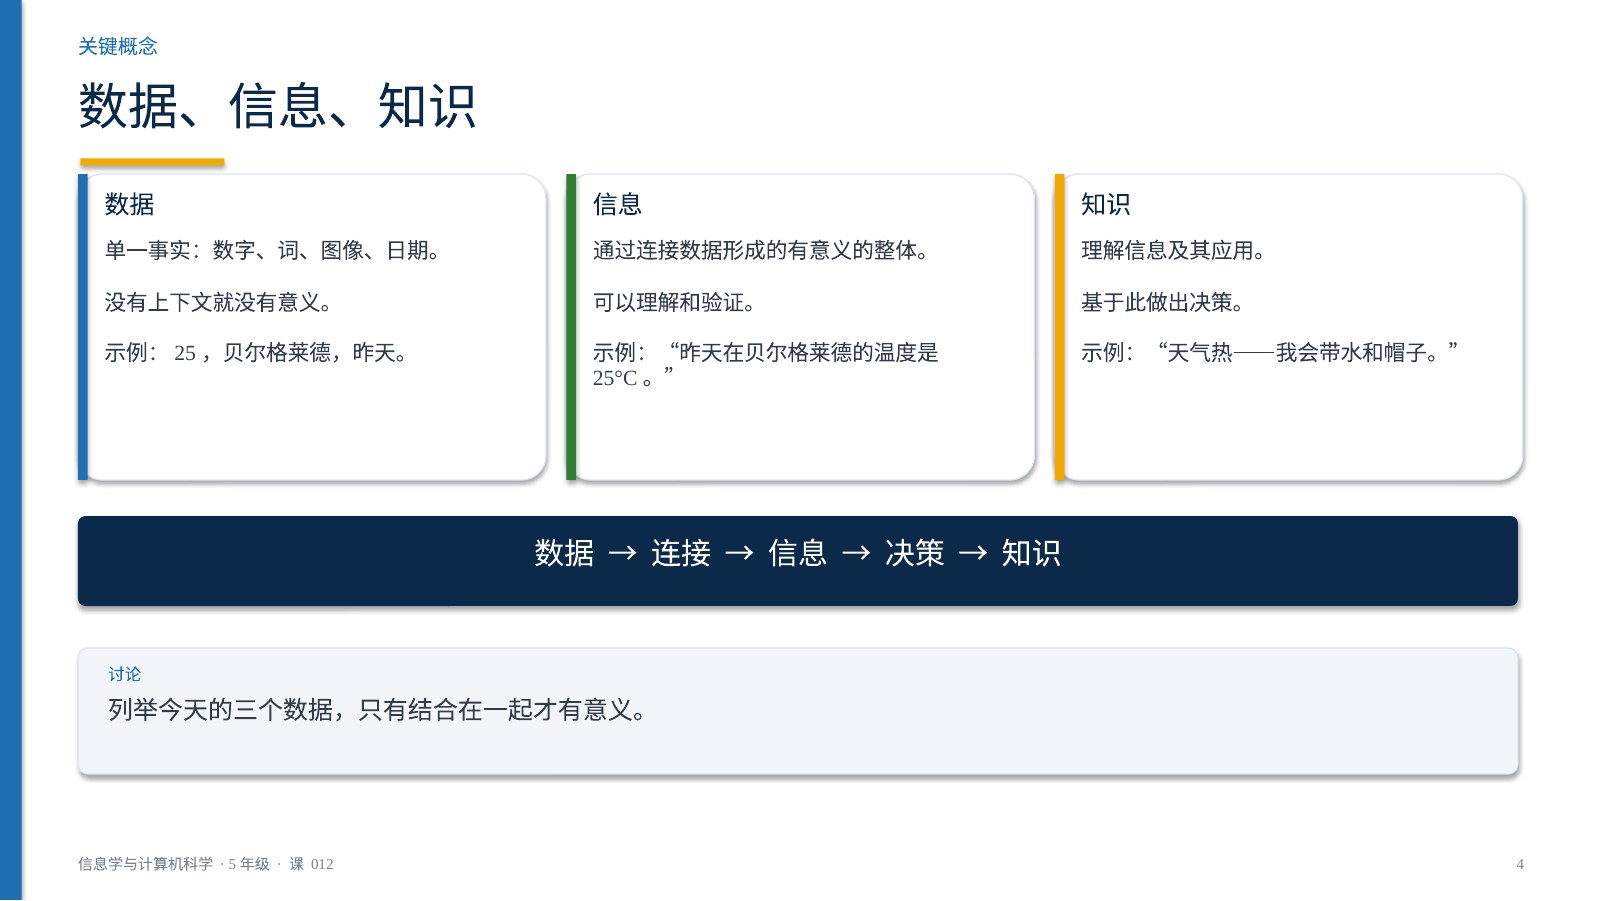 关键概念
数据、信息、知识
数据
单一事实：数字、词、图像、日期。
没有上下文就没有意义。
示例： 25 ，贝尔格莱德，昨天。
信息
通过连接数据形成的有意义的整体。
可以理解和验证。
示例： “昨天在贝尔格莱德的温度是
25°C 。”
知识
理解信息及其应用。
基于此做出决策。
示例： “天气热——我会带水和帽子。”
数据 → 连接 → 信息 → 决策 → 知识
讨论
列举今天的三个数据，只有结合在一起才有意义。
信息学与计算机科学 · 5 年级 · 课 012
4